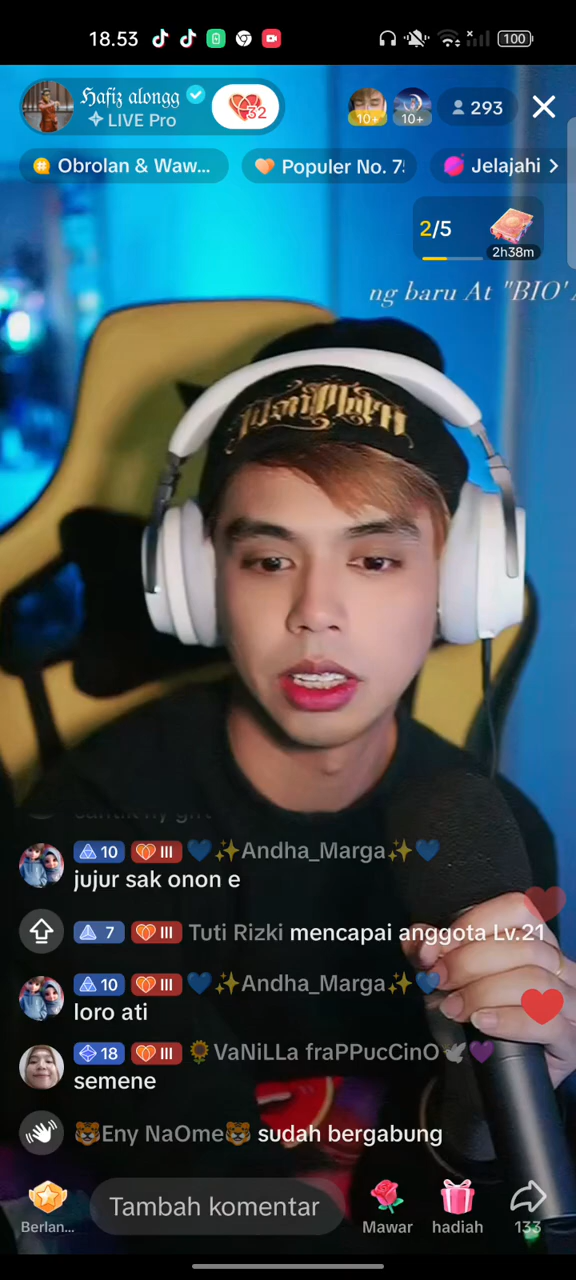 18.53
100
Hafiz alongg
LIVE Pro
32
10+
10+
293
Obrolan & Waw...
Populer No. 7
Jelajahi >
2/5
2h38m
ng baru At "BIO'
10 III 💙✨Andha_Marga✨💙
jujur sak onon e
7 III Tuti Rizki mencapai anggota Lv.21
10 III 💙✨Andha_Marga✨💙
loro ati
18 III 🌻VaNiLLa fraPPucCinO🕊💜
semene
🐯Eny NaOme🐯 sudah bergabung
Berlan...
Tambah komentar
Mawar
hadiah
133